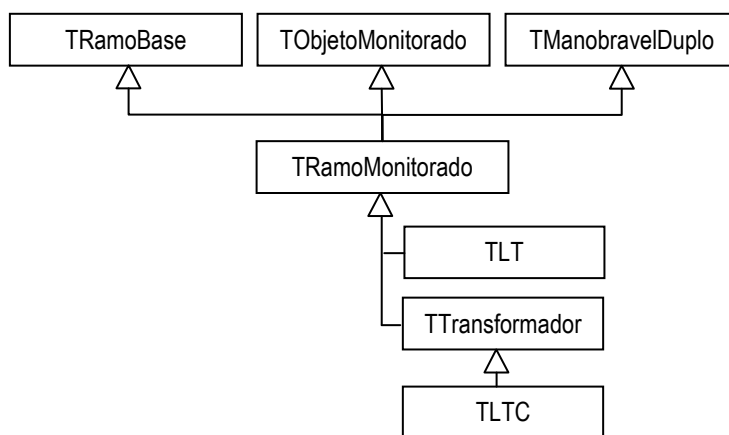 TRamoBase
TObjetoMonitorado
TManobravelDuplo
TRamoMonitorado
TLT
TTransformador
TLTC